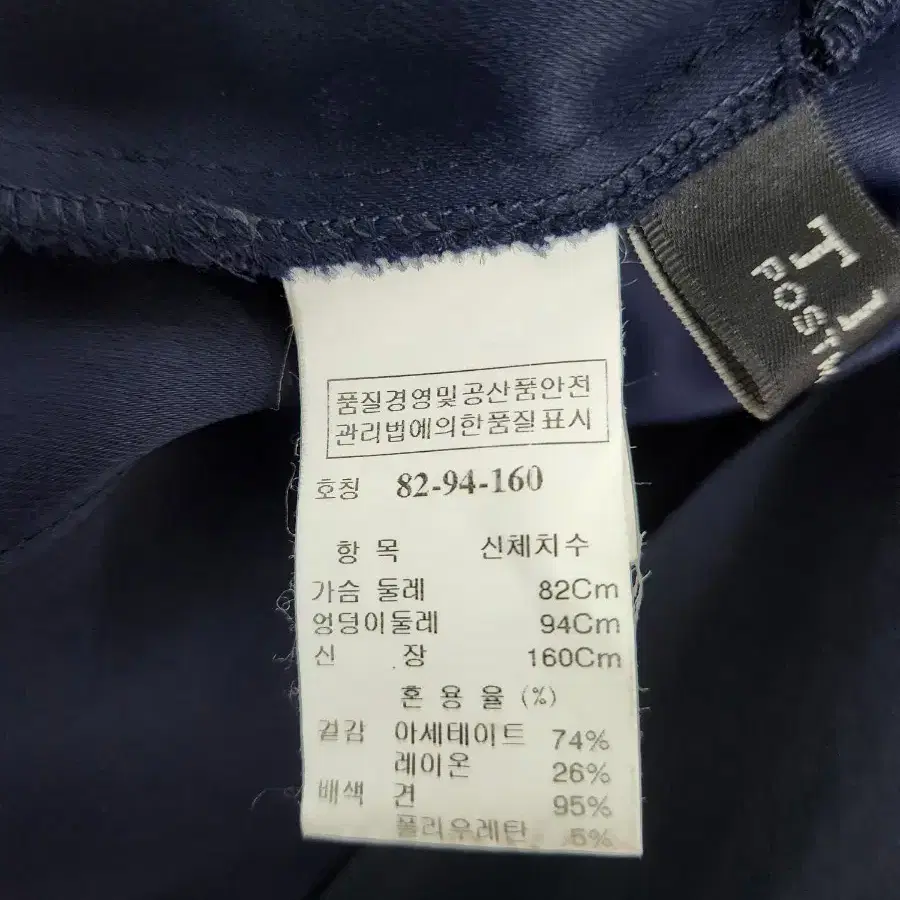 품질경영및공산품안전
관리법에의한품질표시
호칭 82-94-160
항 목 신체치수
가슴 둘레 82Cm
엉덩이둘레 94Cm
신 장 160Cm
혼 용 율 (%)
겉감 아세테이트 74%
레이온 26%
배색 견 95%
폴리우레탄 5%